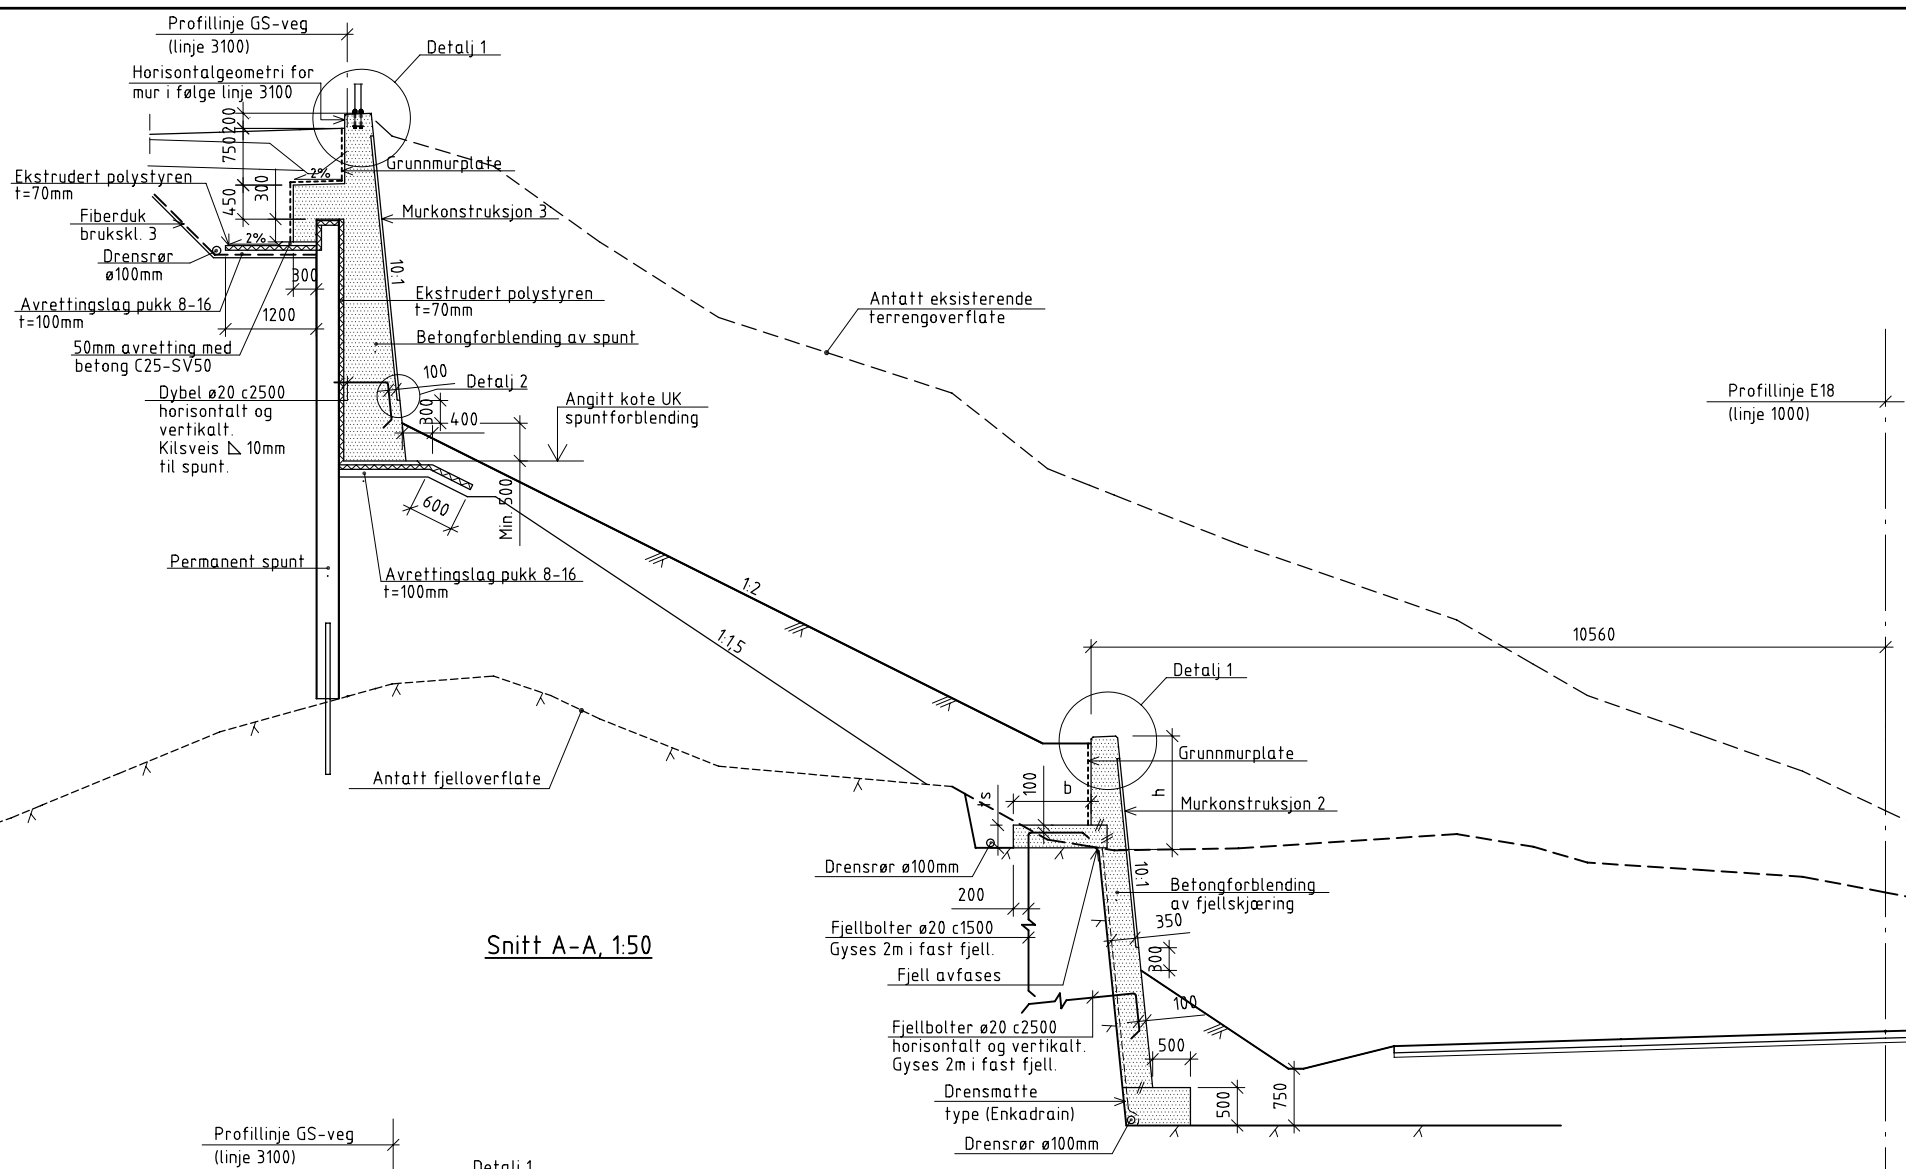 Profillinje GS-veg
(linje 3100)
Detalj 1
Horisontalgeometri for
mur i følge linje 3100
200
750
2%
Grunnmurplate
Ekstrudert polystyren
t=70mm
450
300
Fiberduk
brukskl. 3
Murkonstruksjon 3
2%
Drensrør
ø100mm
300
10:1
Avrettingslag pukk 8-16
t=100mm
1200
Ekstrudert polystyren
t=70mm
Antatt eksisterende
terrengoverflate
50mm avretting med
betong C25-SV50
Betongforblending av spunt
100
Detalj 2
Dybel ø20 c2500
horisontalt og
vertikalt.
Kilsveis 10mm
til spunt.
300
400
Angitt kote UK
spuntforblending
Profillinje E18
(linje 1000)
600
Min. 500
Permanent spunt
Avrettingslag pukk 8-16
t=100mm
1:2
1:1,5
10560
Detalj 1
Antatt fjelloverflate
Grunnmurplate
100
b
h
Murkonstruksjon 2
Drensrør ø100mm
10:1
200
Betongforblending
av fjellskjæring
350
Fjellbolter ø20 c1500
Gyses 2m i fast fjell.
300
Snitt A-A, 1:50
Fjell avfases
100
Fjellbolter ø20 c2500
horisontalt og vertikalt.
Gyses 2m i fast fjell.
500
500
750
Drensmatte
type (Enkadrain)
Drensrør ø100mm
Profillinje GS-veg
(linje 3100)
Detalj 1